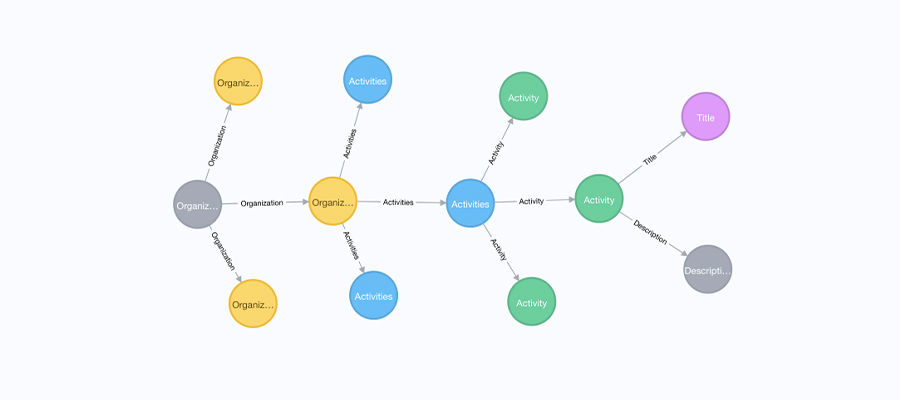 Organiz...
Organization
Organiz...
Organization
Organiz...
Organization
Organiz...
Activities
Activities
Activities
Activities
Activities
Activities
Activity
Activity
Activity
Activity
Activity
Activity
Title
Title
Description
Descripti...